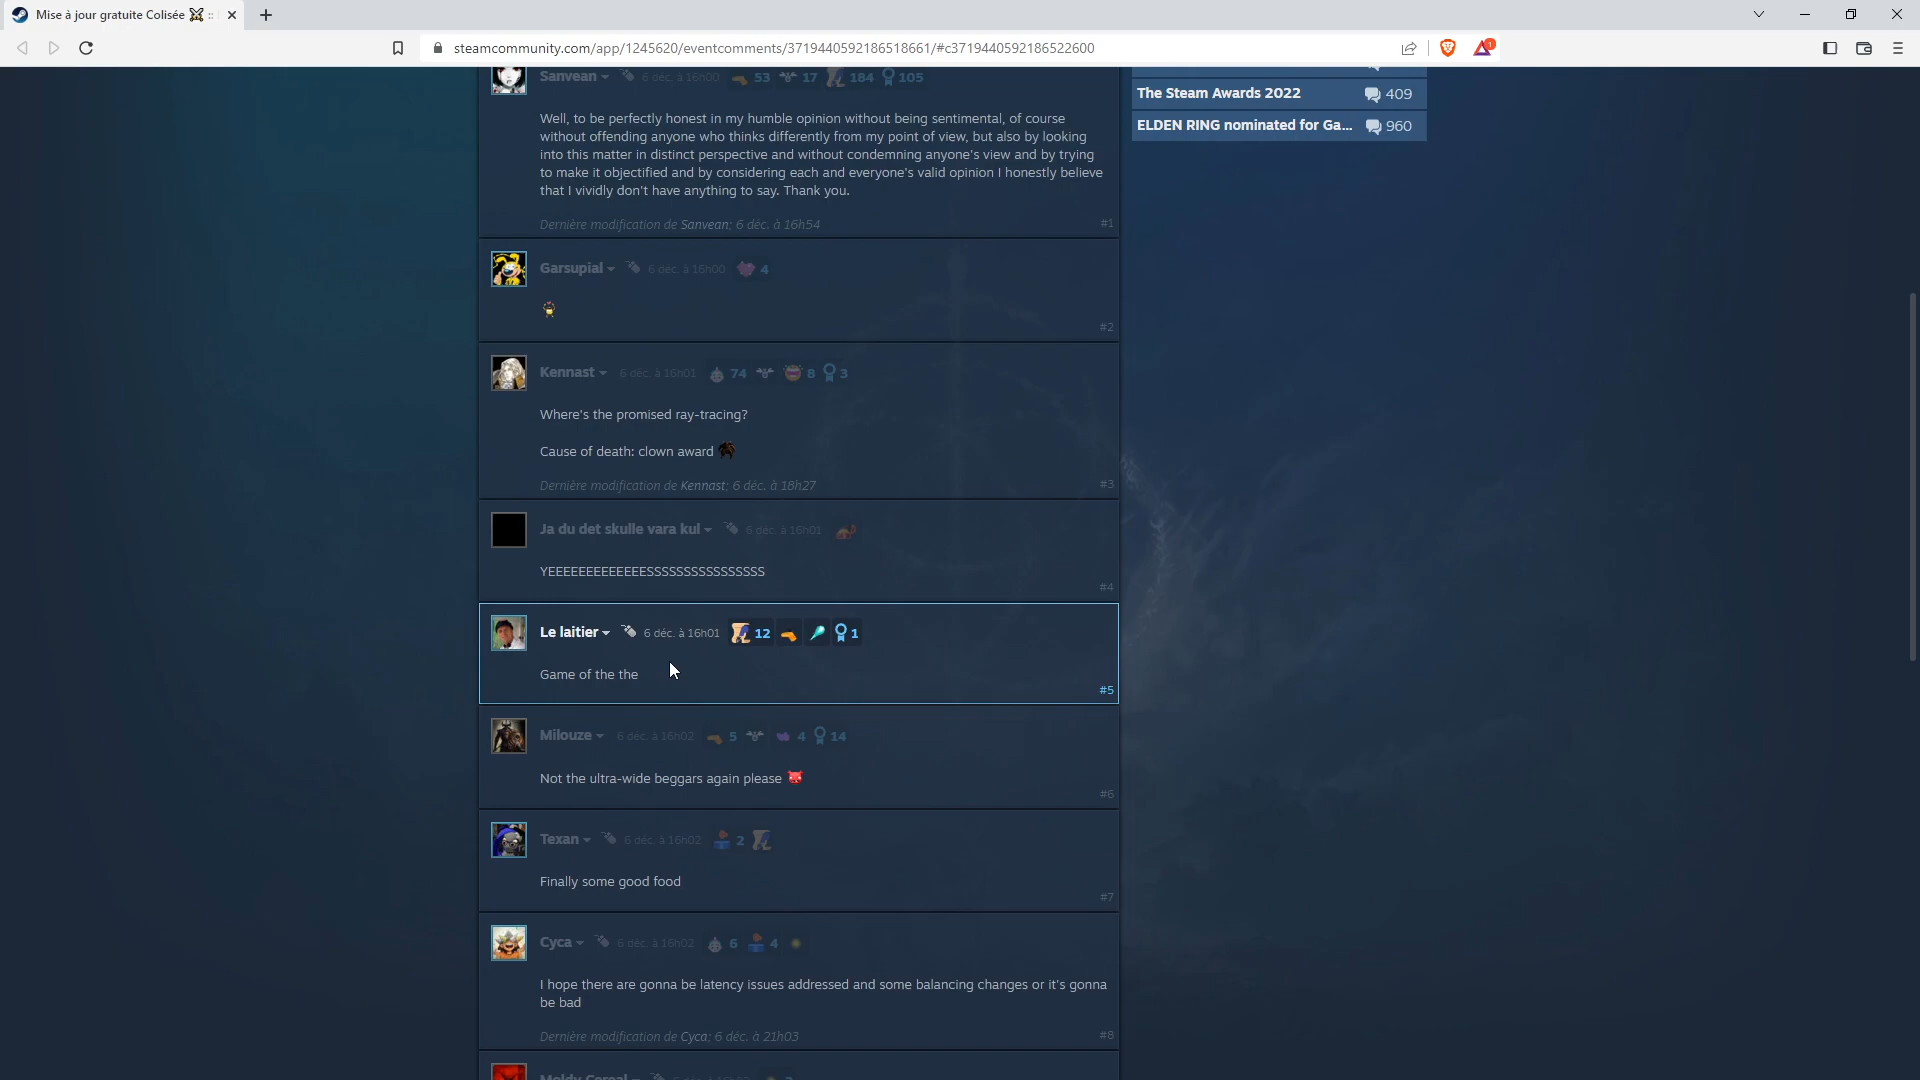 Mise à jour gratuite Colisée ⚔ ::
steamcommunity.com/app/1245620/eventcomments/3719440592186518661/#c3719440592186522600
1
Sanvean 6 déc. à 16h00 53 17 184 105
Well, to be perfectly honest in my humble opinion without being sentimental, of course
without offending anyone who thinks differently from my point of view, but also by looking
into this matter in distinct perspective and without condemning anyone's view and by trying
to make it objectified and by considering each and everyone's valid opinion I honestly believe
that I vividly don't have anything to say. Thank you.
Dernière modification de Sanvean; 6 déc. à 16h54
#1
Garsupial 6 déc. à 16h00 4
#2
Kennast 6 déc. à 16h01 74 8 3
Where's the promised ray-tracing?
Cause of death: clown award
Dernière modification de Kennast; 6 déc. à 18h27
#3
Ja du det skulle vara kul 6 déc. à 16h01
YEEEEEEEEEEEEESSSSSSSSSSSSSSSS
#4
Le laitier 6 déc. à 16h01 12 1
Game of the the
#5
Milouze 6 déc. à 16h02 5 4 14
Not the ultra-wide beggars again please
#6
Texan 6 déc. à 16h02 2
Finally some good food
#7
Cyca 6 déc. à 16h02 6 4
I hope there are gonna be latency issues addressed and some balancing changes or it's gonna
be bad
Dernière modification de Cyca; 6 déc. à 21h03
#8
Moldy Cereal
The Steam Awards 2022 409
ELDEN RING nominated for Ga... 960